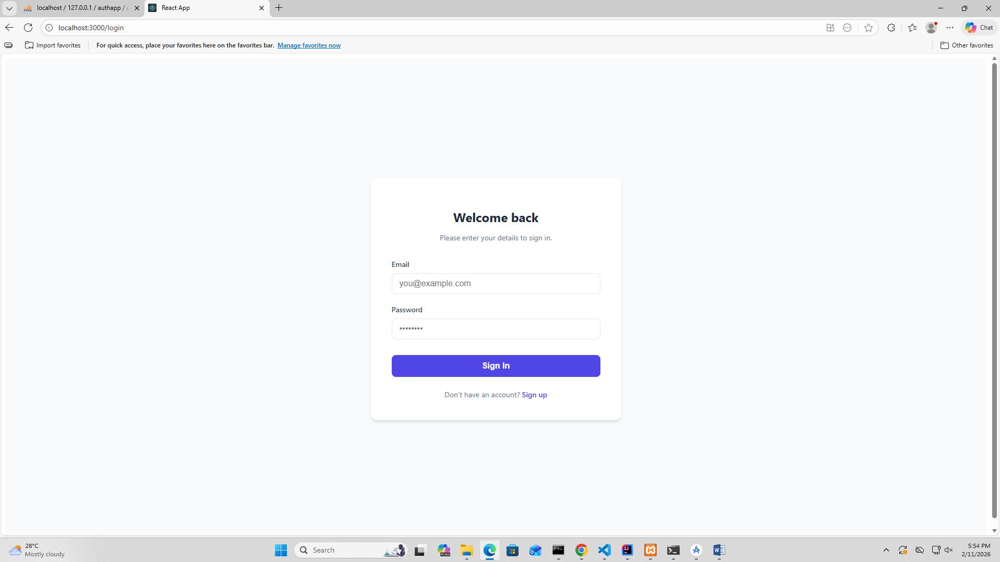 localhost / 127.0.0.1 / authapp / u
React App
localhost:3000/login
Chat
Import favorites
For quick access, place your favorites here on the favorites bar. Manage favorites now
Other favorites
Welcome back
Please enter your details to sign in.
Email
you@example.com
Password
Sign In
Don't have an account? Sign up
28°C
Mostly cloudy
Search
M365
5:54 PM
2/11/2026